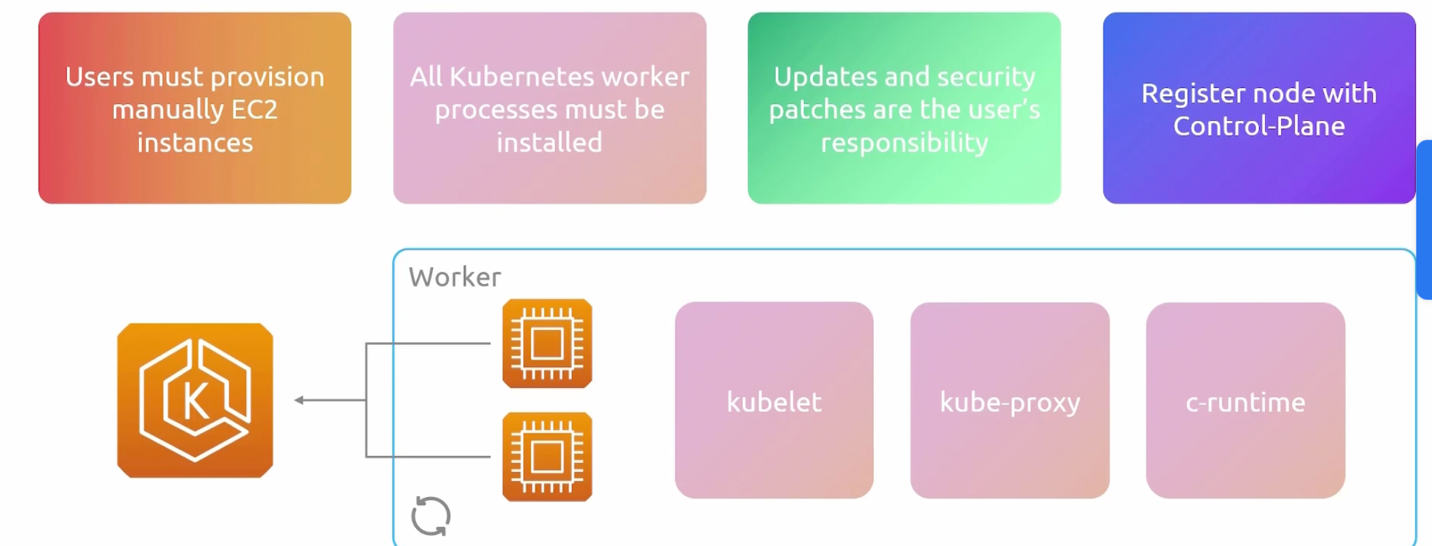 Users must provision
manually EC2
instances
All Kubernetes worker
processes must be
installed
Updates and security
patches are the user's
responsibility
Register node with
Control-Plane
Worker
K
kubelet
kube-proxy
c-runtime